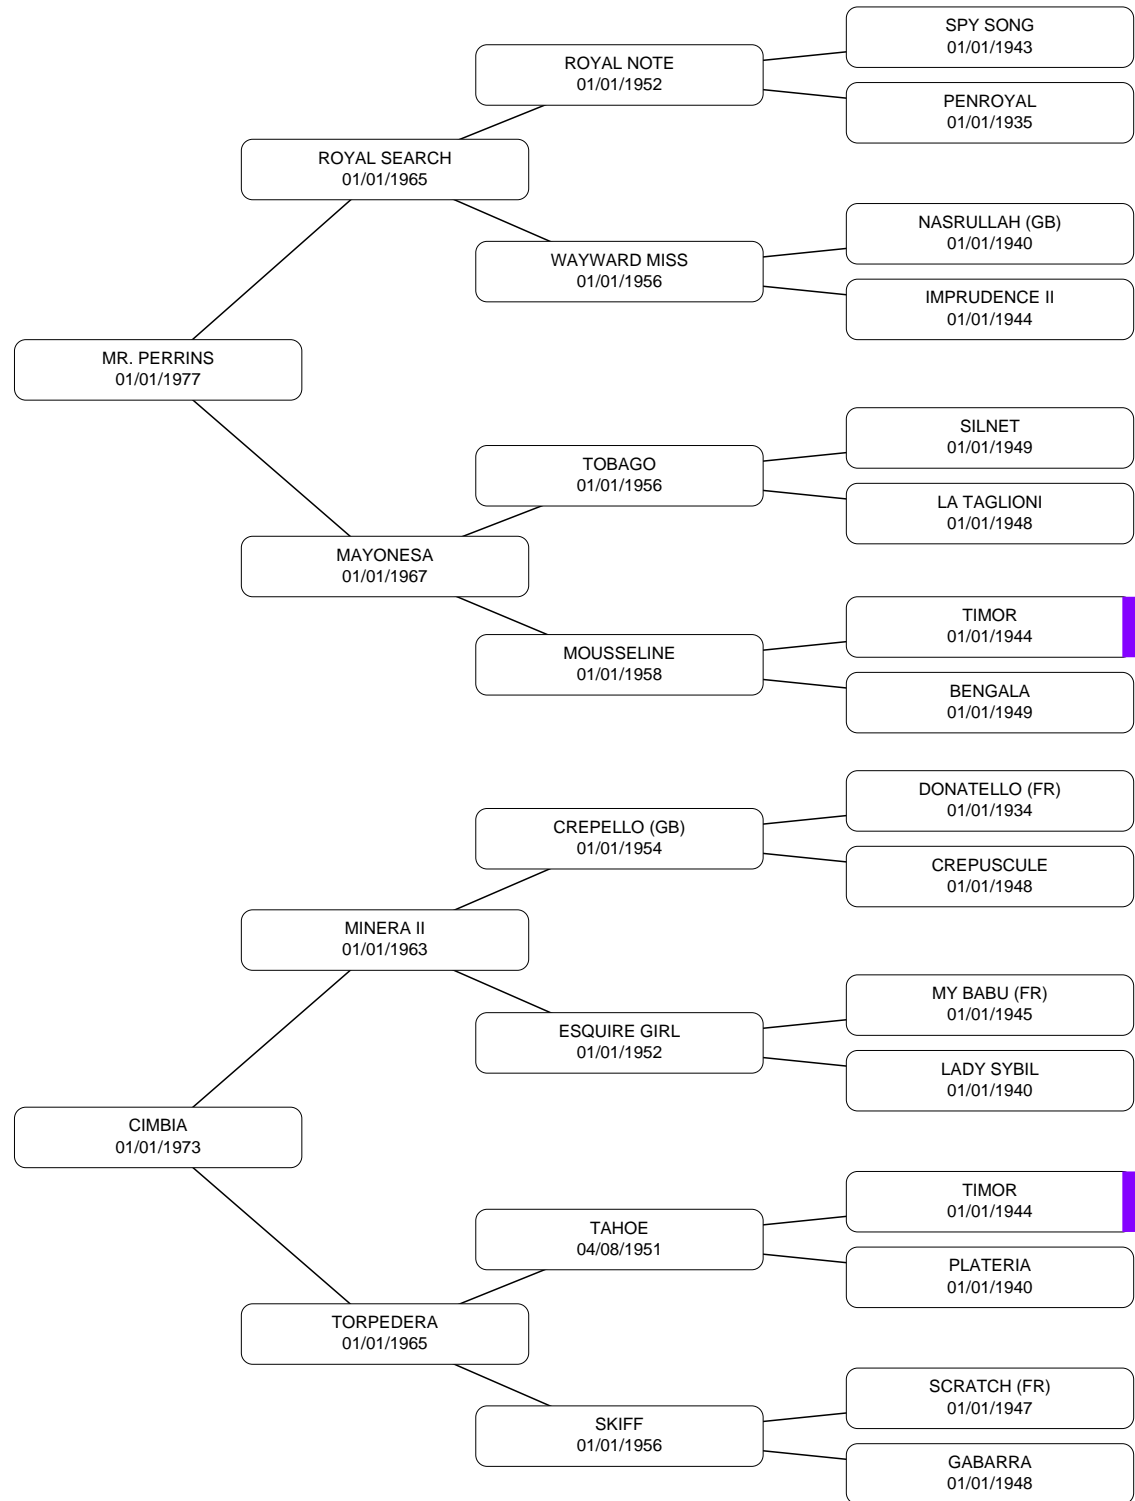 SPY SONG
01/01/1943
ROYAL NOTE
01/01/1952
PENROYAL
01/01/1935
ROYAL SEARCH
01/01/1965
NASRULLAH (GB)
01/01/1940
WAYWARD MISS
01/01/1956
IMPRUDENCE II
01/01/1944
MR. PERRINS
01/01/1977
SILNET
01/01/1949
TOBAGO
01/01/1956
LA TAGLIONI
01/01/1948
MAYONESA
01/01/1967
TIMOR
01/01/1944
MOUSSELINE
01/01/1958
BENGALA
01/01/1949
DONATELLO (FR)
01/01/1934
CREPELLO (GB)
01/01/1954
CREPUSCULE
01/01/1948
MINERA II
01/01/1963
MY BABU (FR)
01/01/1945
ESQUIRE GIRL
01/01/1952
LADY SYBIL
01/01/1940
CIMBIA
01/01/1973
TIMOR
01/01/1944
TAHOE
04/08/1951
PLATERIA
01/01/1940
TORPEDERA
01/01/1965
SCRATCH (FR)
01/01/1947
SKIFF
01/01/1956
GABARRA
01/01/1948